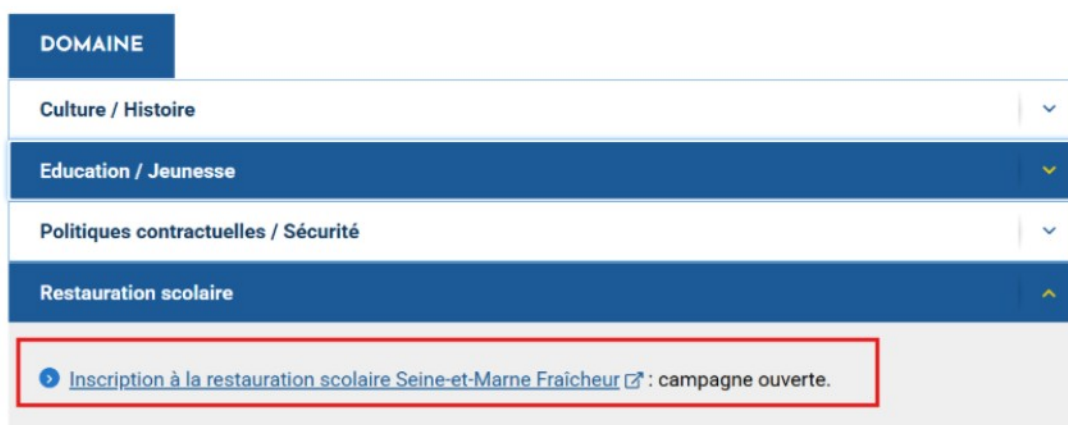 DOMAINE
Culture / Histoire
Education / Jeunesse
Politiques contractuelles / Sécurité
Restauration scolaire
Inscription à la restauration scolaire Seine-et-Marne Fraîcheur : campagne ouverte.